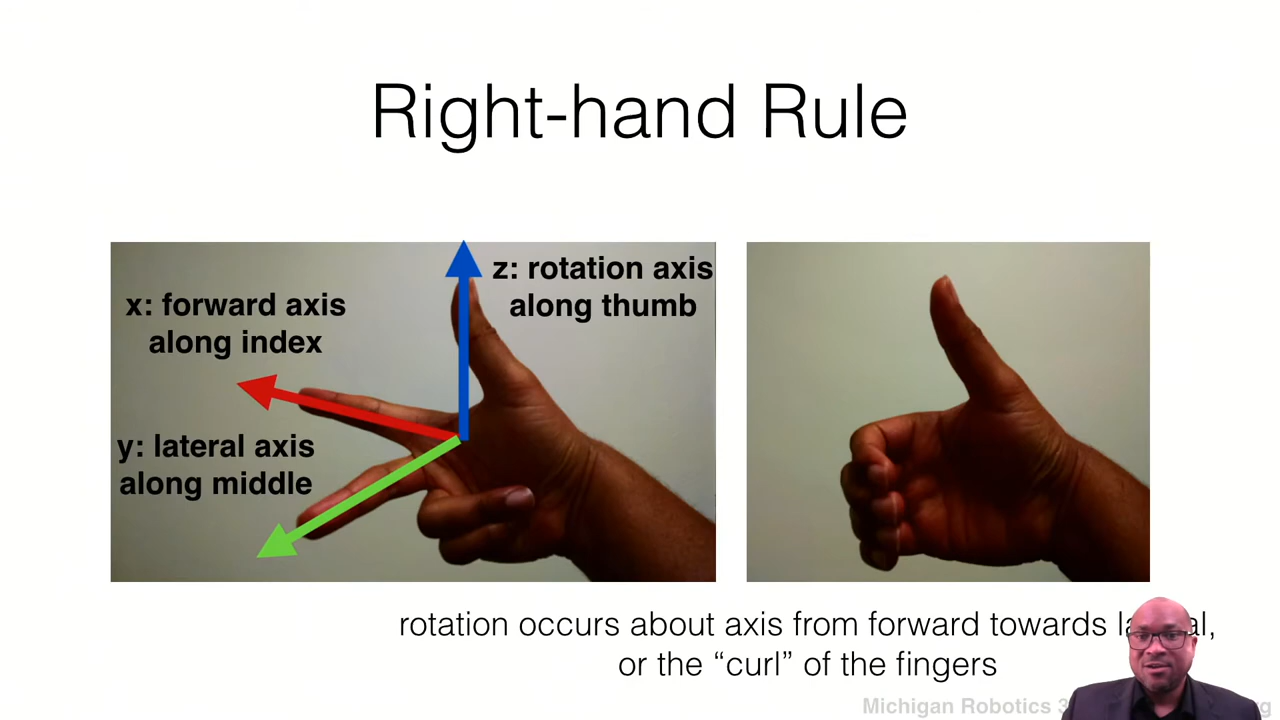 Right-hand Rule
z: rotation axis
along thumb
x: forward axis
along index
y: lateral axis
along middle
rotation occurs about axis from forward towards
or the “curl” of the fingers
Michigan Robotics